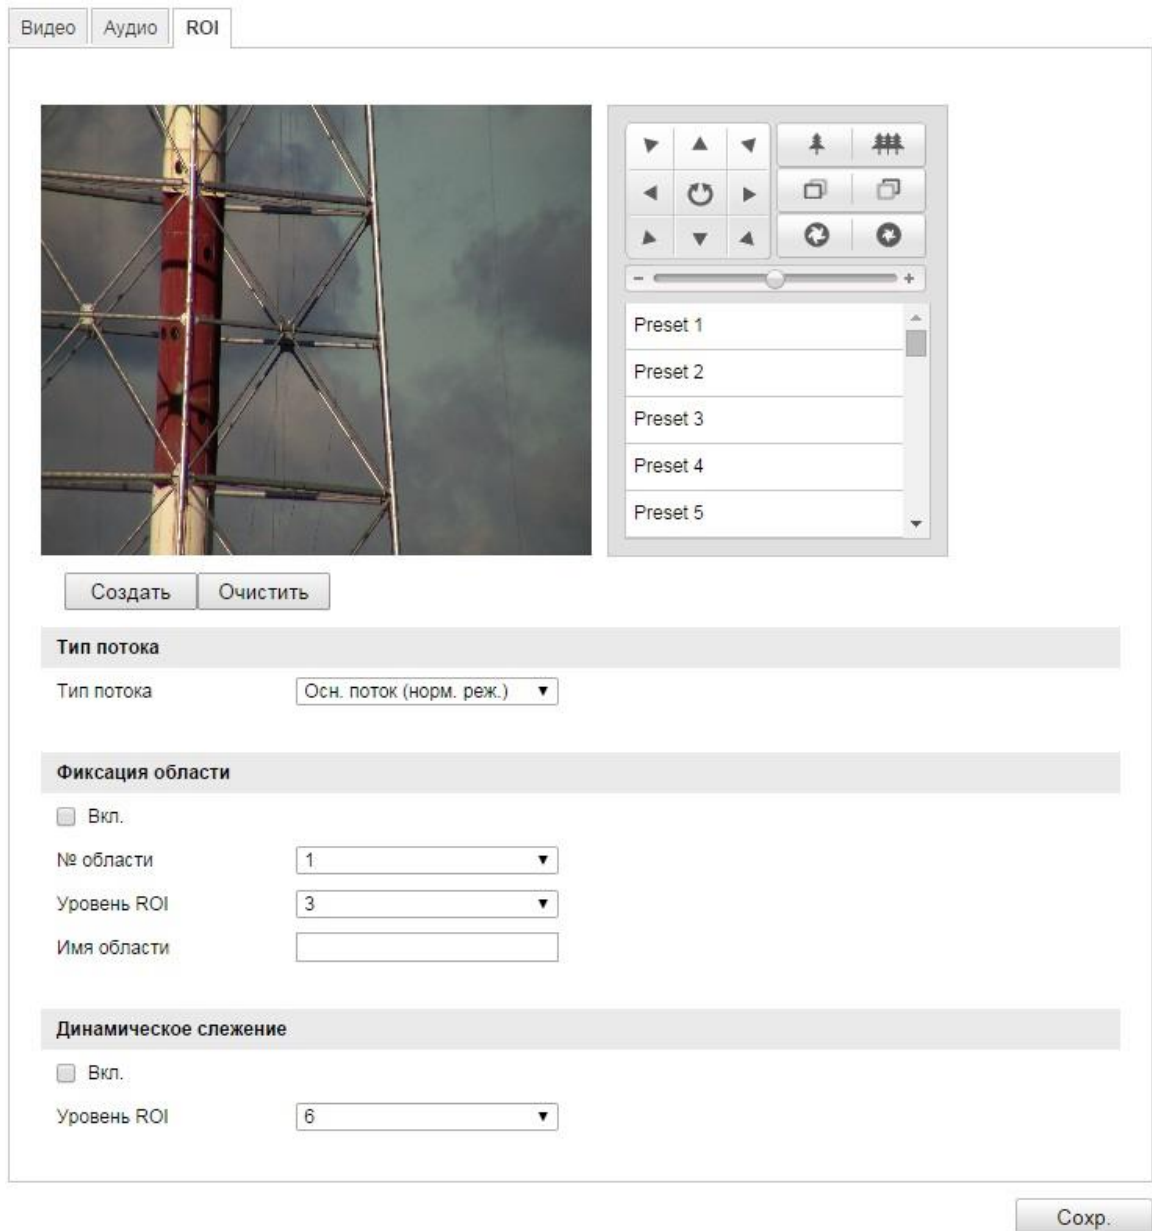 Видео Аудио ROI
Preset 1
Preset 2
Preset 3
Preset 4
Preset 5
Создать Очистить
Тип потока
Тип потока Осн. поток (норм. реж.)
Фиксация области
Вкл.
№ области 1
Уровень ROI 3
Имя области
Динамическое слежение
Вкл.
Уровень ROI 6
Сохр.